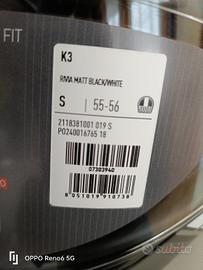 FIT
K3
RIVIA MATT BLACK/WHITE
S | 55-56
2118381001 019 S
PO240016765 18
07303940
8 051019 910738
OPPO Reno6 5G
subito